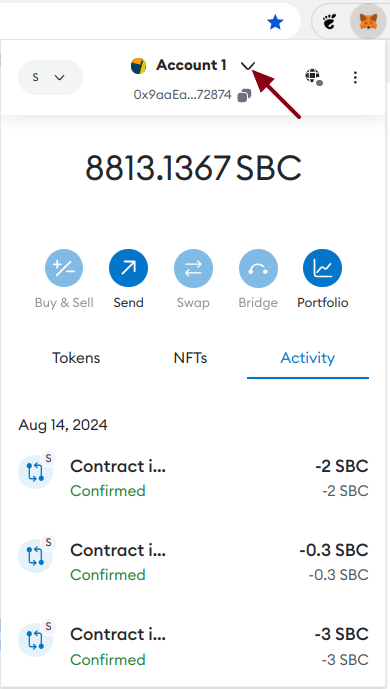 S
Account 1
0x9aaEa...72874
8813.1367 SBC
Buy & Sell
Send
Swap
Bridge
Portfolio
Tokens
NFTs
Activity
Aug 14, 2024
S
Contract i...
-2 SBC
Confirmed
-2 SBC
S
Contract i...
-0.3 SBC
Confirmed
-0.3 SBC
S
Contract i...
-3 SBC
Confirmed
-3 SBC